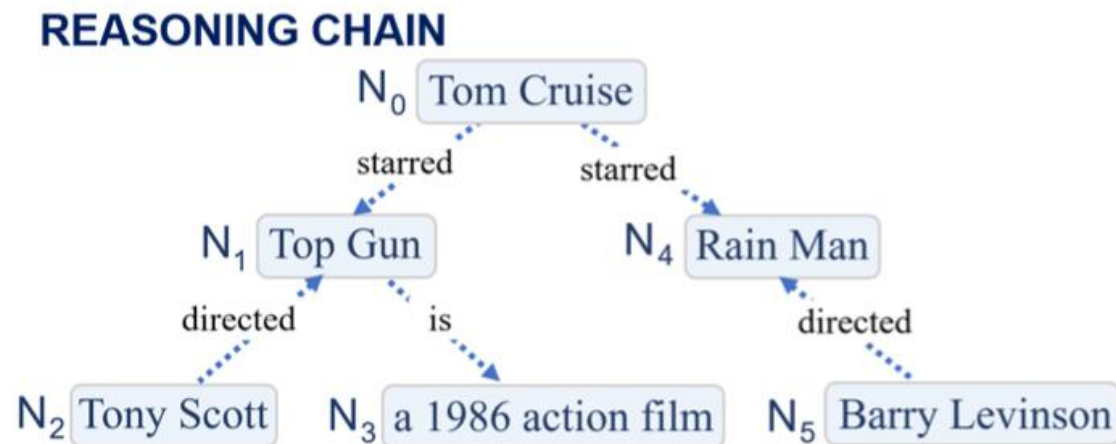 REASONING CHAIN
N₀ Tom Cruise
starred
starred
N₁ Top Gun
N₄ Rain Man
directed
is
directed
N₂ Tony Scott
N₃ a 1986 action film
N₅ Barry Levinson